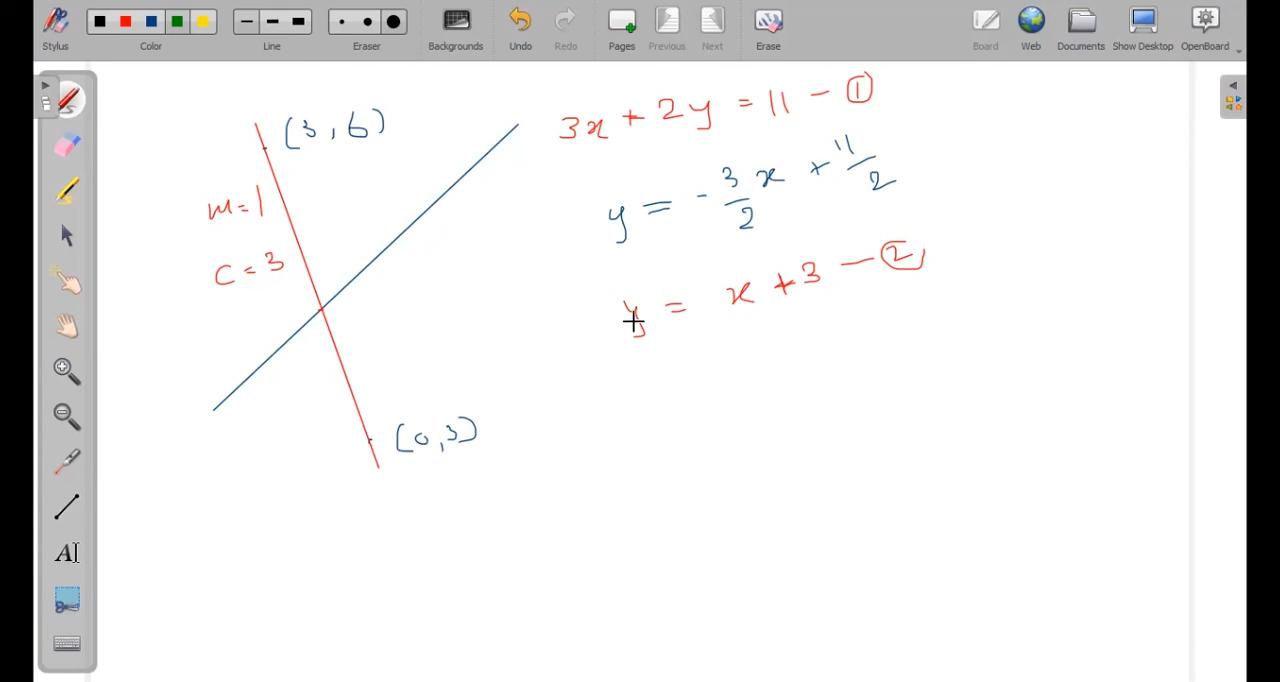 Stylus
Color
Line
Eraser
Backgrounds
Undo
Redo
Pages
Previous
Next
Erase
Board
Web
Documents
Show Desktop
OpenBoard
A
(3, 6)
m = 1
c = 3
(0, 3)
3x + 2y = 11 - ①
y = - 3/2 x + 11/2
y = x + 3 - ②